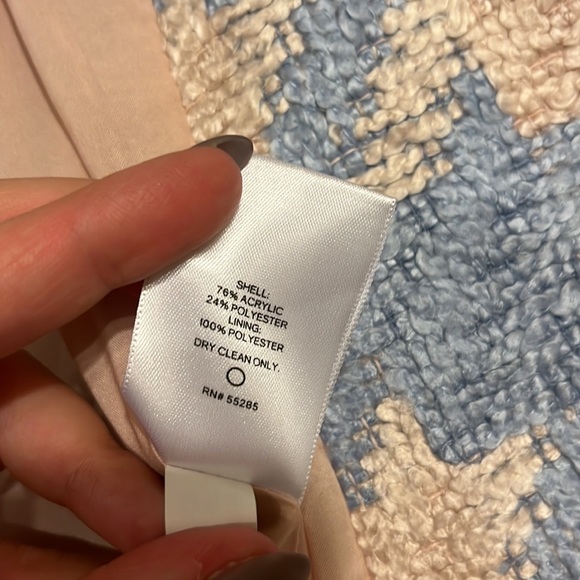 SHELL:
76% ACRYLIC
24% POLYESTER
LINING:
100% POLYESTER
DRY CLEAN ONLY.
RN# 55285